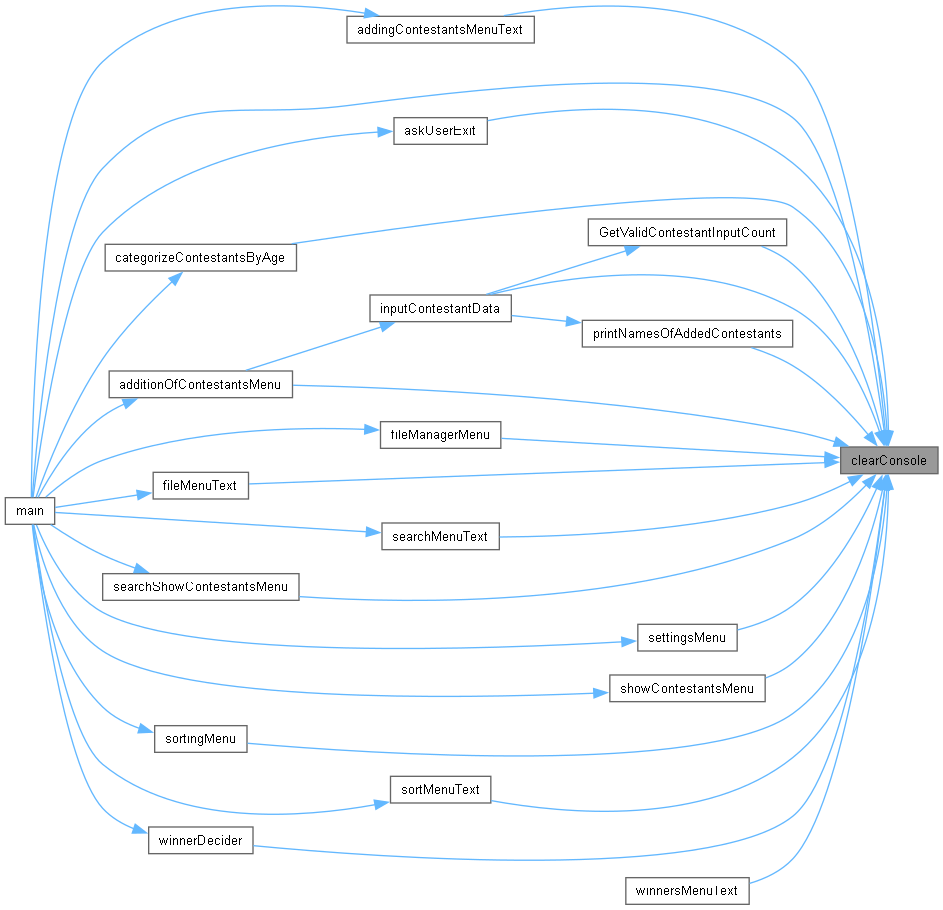 addingContestantsMenuText
askUserExit
GetValidContestantInputCount
categorizeContestantsByAge
inputContestantData
printNamesOfAddedContestants
additionOfContestantsMenu
fileManagerMenu
clearConsole
fileMenuText
main
searchMenuText
searchShowContestantsMenu
settingsMenu
showContestantsMenu
sortingMenu
sortMenuText
winnerDecider
winnersMenuText